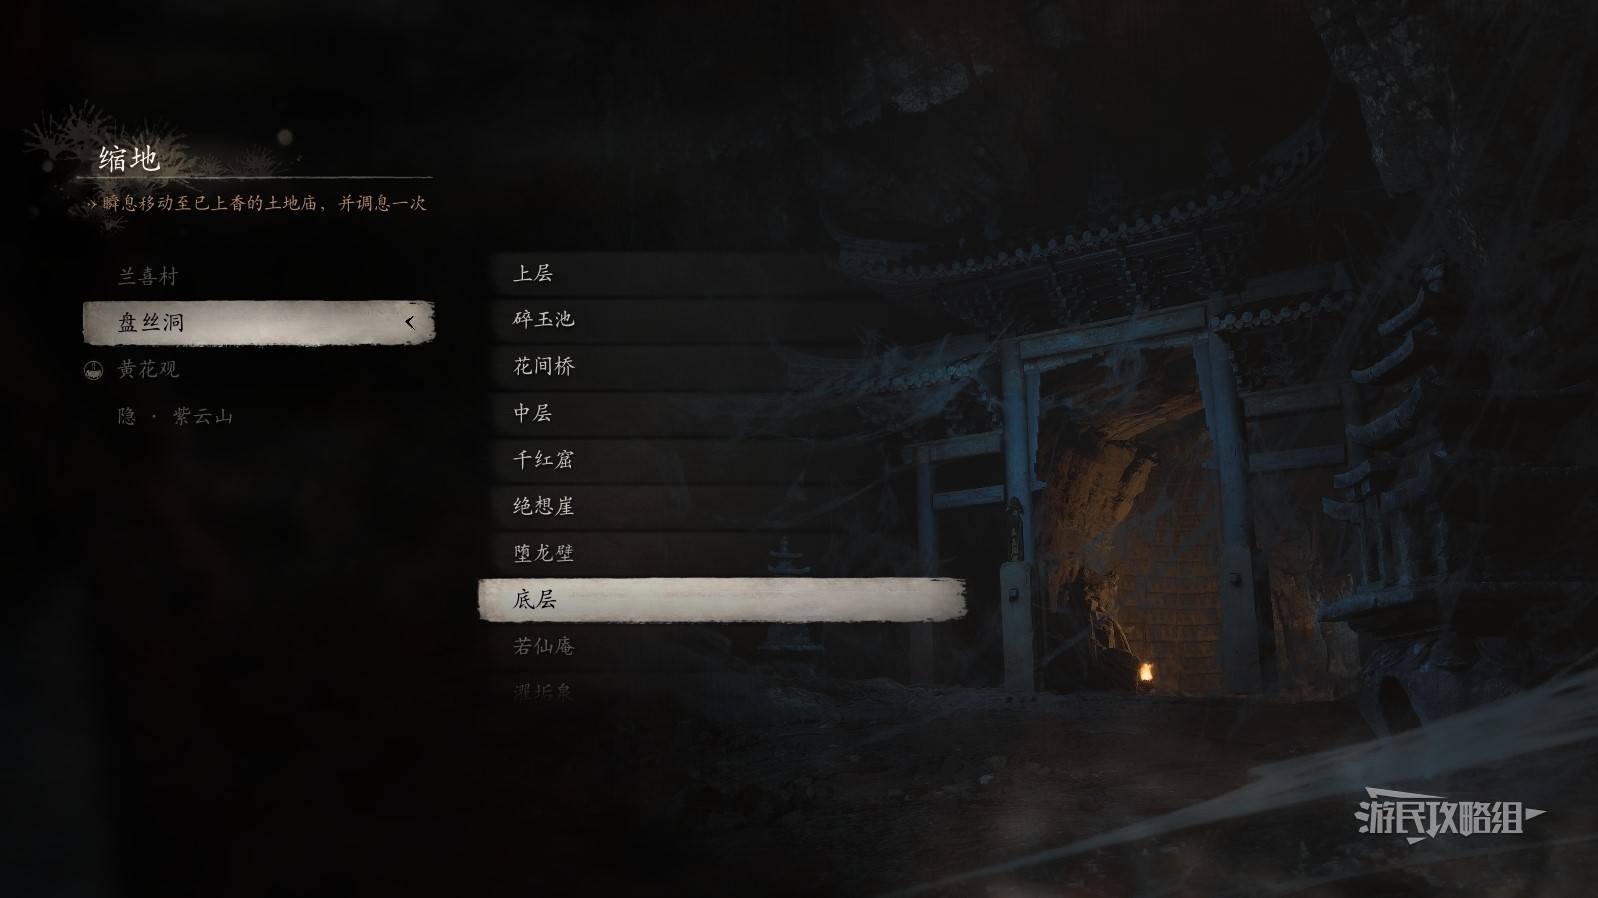 缩地
瞬息移动至已上香的土地庙，并调息一次
兰喜村
盘丝洞
黄花观
隐 · 紫云山
上层
碎玉池
花间桥
中层
千红窟
绝想崖
堕龙壁
底层
若仙庵
濯垢泉
游民攻略组